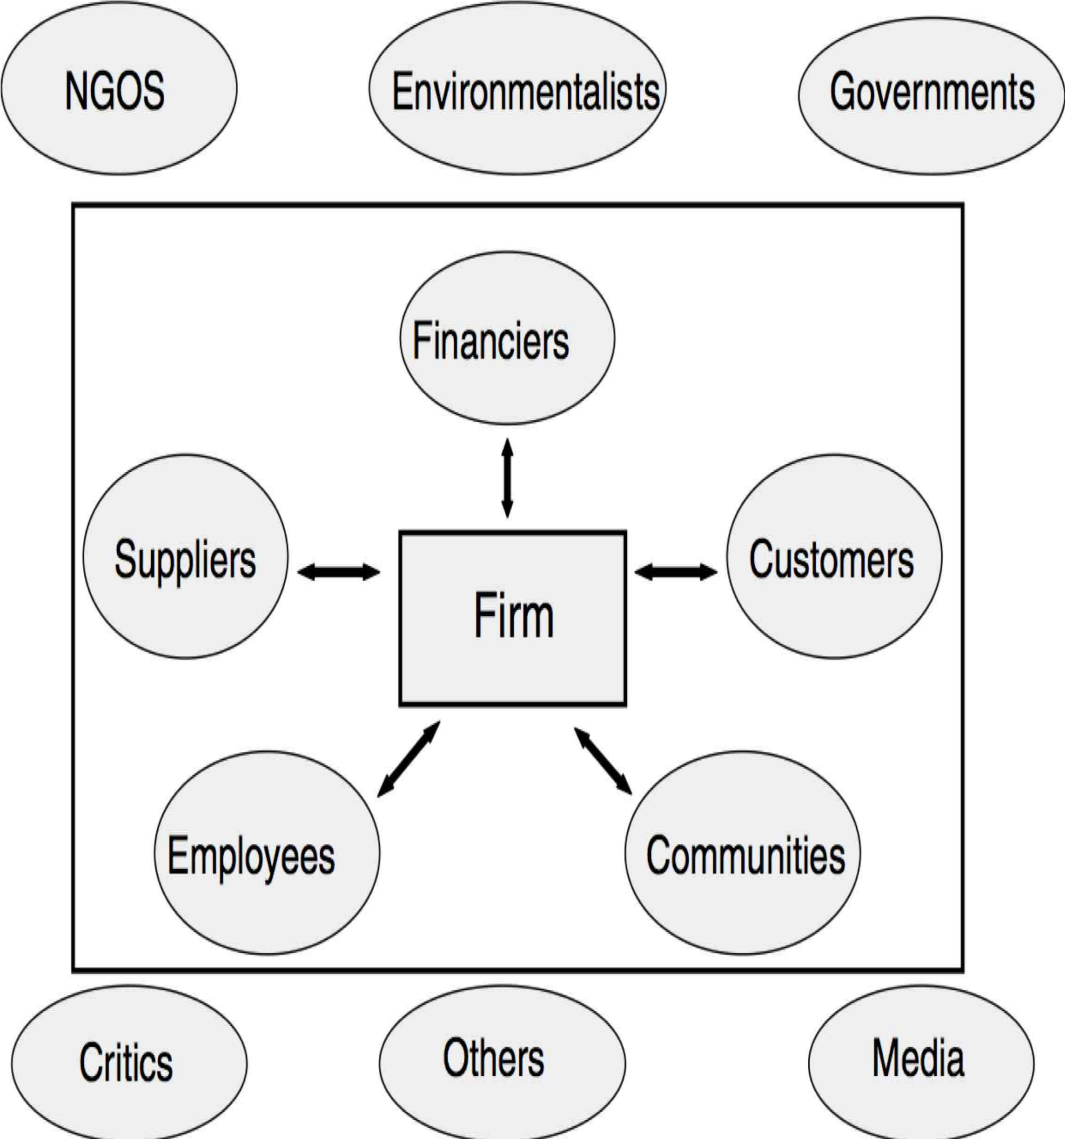 NGOS
Environmentalists
Governments
Financiers
Suppliers
Customers
Firm
Employees
Communities
Critics
Others
Media